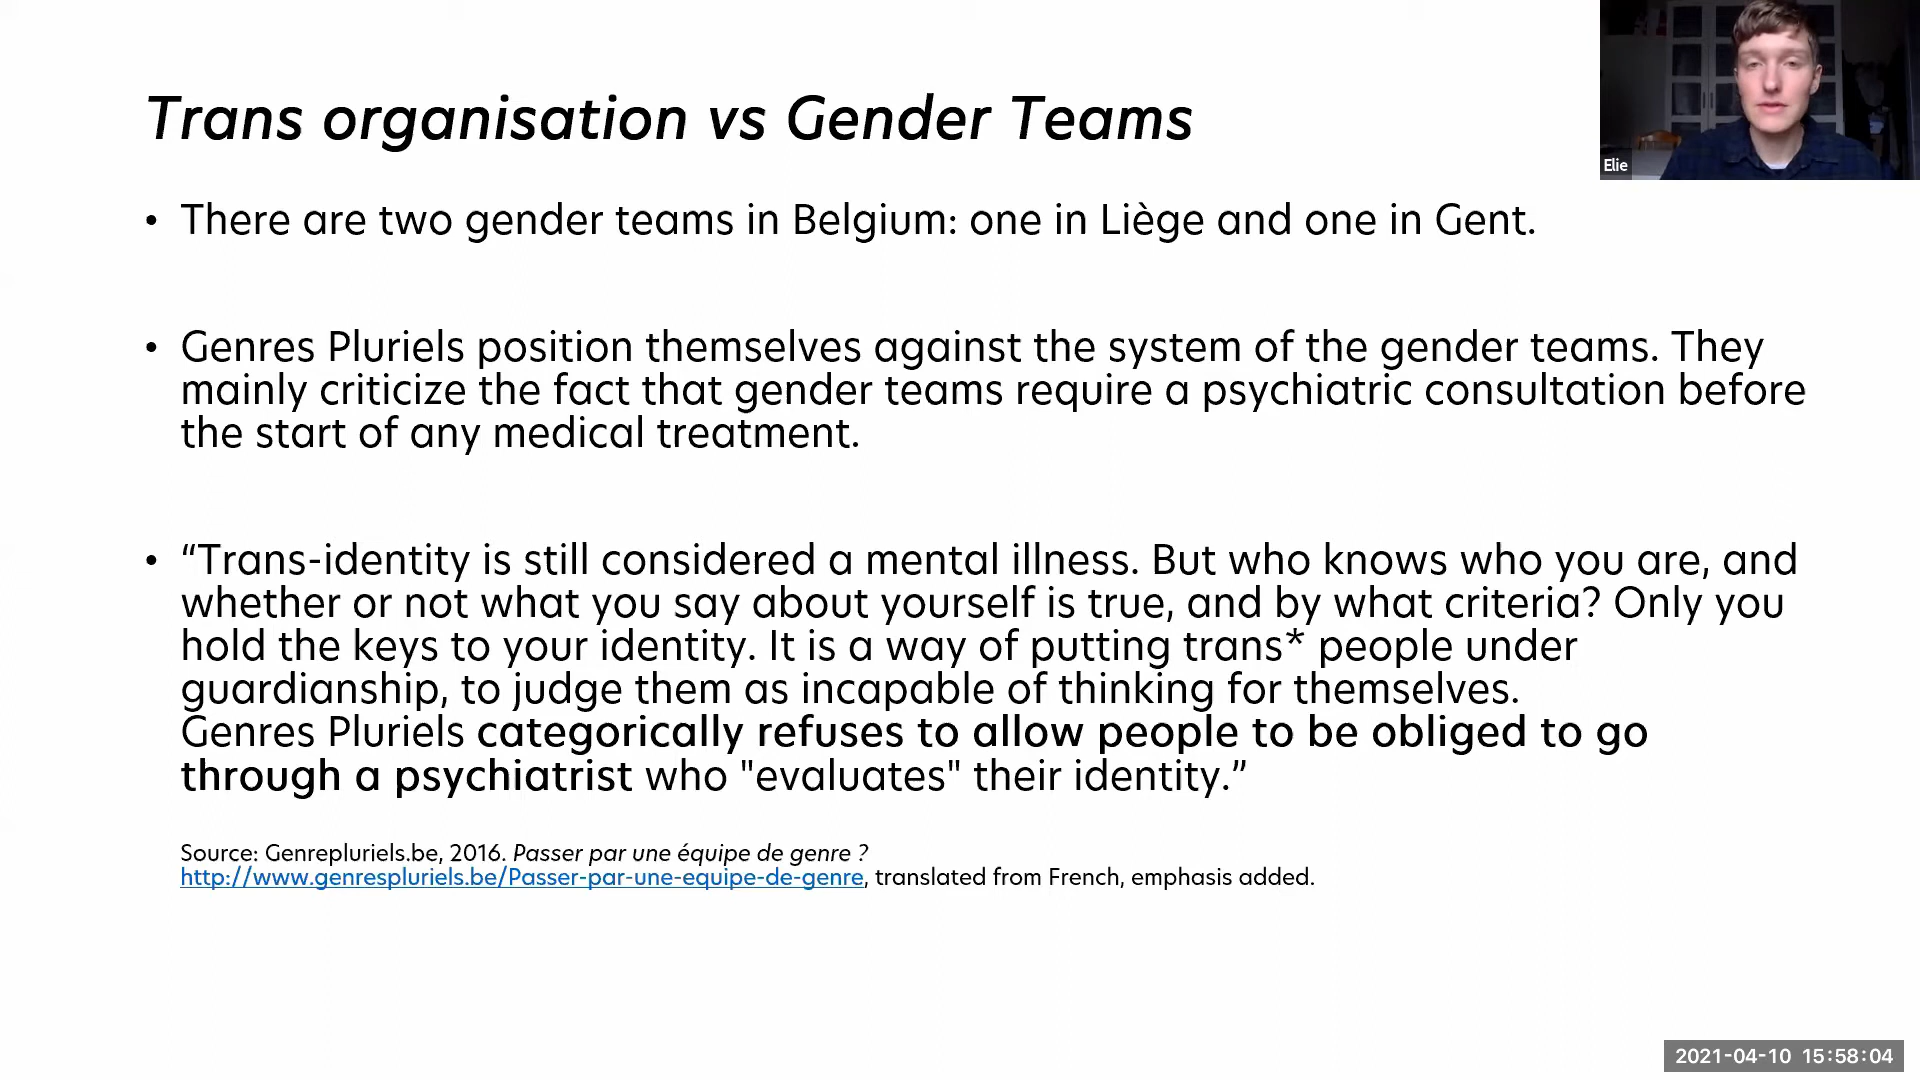 Trans organisation vs Gender Teams
Elie
• There are two gender teams in Belgium: one in Liège and one in Gent.
• Genres Pluriels position themselves against the system of the gender teams. They
mainly criticize the fact that gender teams require a psychiatric consultation before
the start of any medical treatment.
• “Trans-identity is still considered a mental illness. But who knows who you are, and
whether or not what you say about yourself is true, and by what criteria? Only you
hold the keys to your identity. It is a way of putting trans* people under
guardianship, to judge them as incapable of thinking for themselves.
Genres Pluriels categorically refuses to allow people to be obliged to go
through a psychiatrist who "evaluates" their identity.”
Source: Genrepluriels.be, 2016. Passer par une équipe de genre ?
http://www.genrespluriels.be/Passer-par-une-equipe-de-genre, translated from French, emphasis added.
2021-04-10 15:58:04